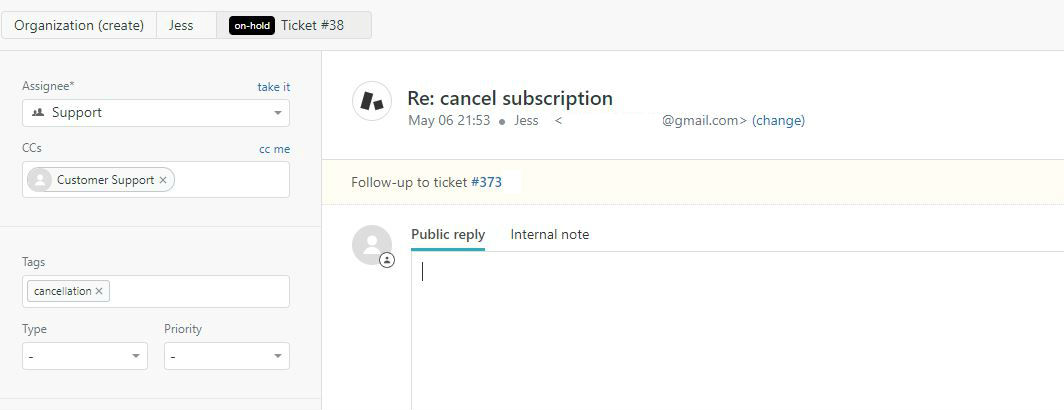 Organization (create) Jess on-hold Ticket #38
Assignee* take it
Support
CCs cc me
Customer Support ×
Tags
cancellation ×
Type Priority
- -
Re: cancel subscription
May 06 21:53 • Jess < @gmail.com> (change)
Follow-up to ticket #373
Public reply Internal note